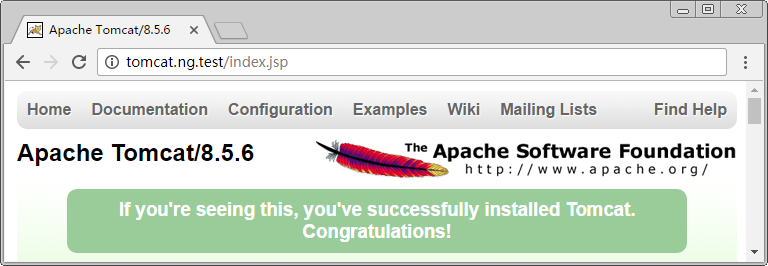 Apache Tomcat/8.5.6
tomcat.ng.test/index.jsp
Home Documentation Configuration Examples Wiki Mailing Lists Find Help
Apache Tomcat/8.5.6
The Apache Software Foundation
http://www.apache.org/
If you're seeing this, you've successfully installed Tomcat.
Congratulations!